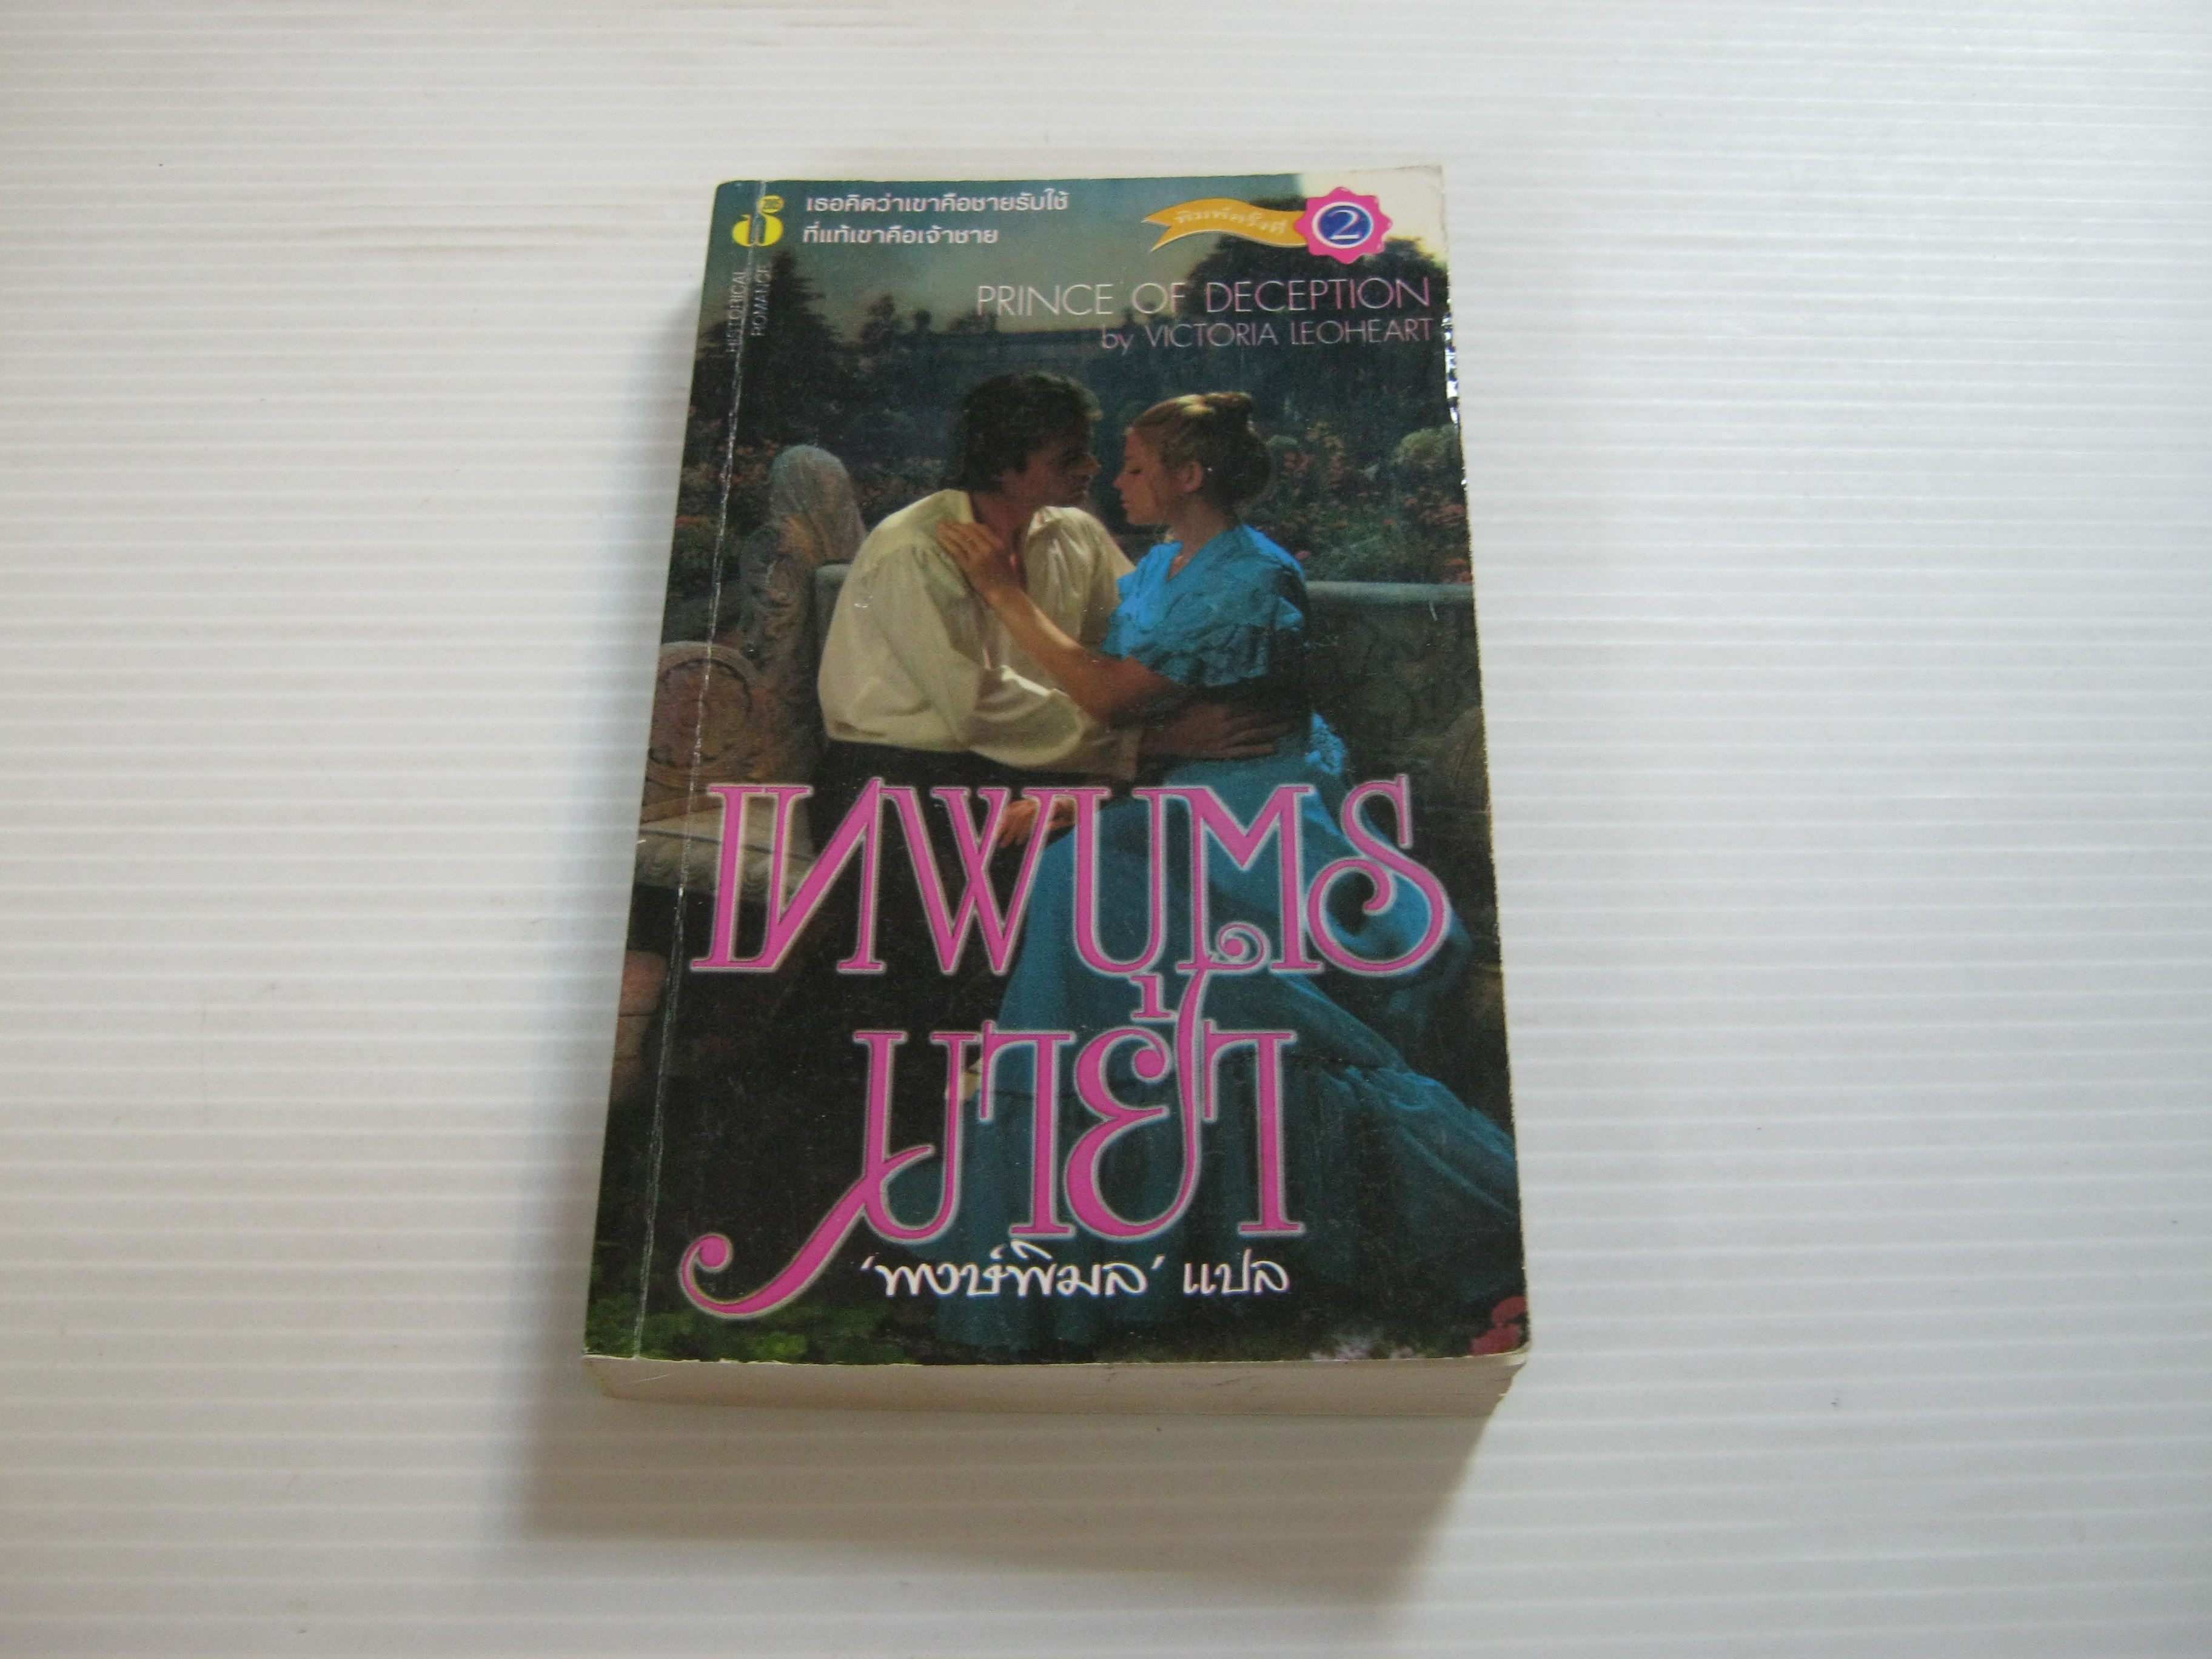 เธอคิดว่าเขาคือชายรับใช้
ที่แท้เขาคือเจ้าชาย
พิมพ์ครั้งที่ 2
HISTORICAL
ROMANCE
PRINCE OF DECEPTION
by VICTORIA LEOHEART
เทพบุตร
มายา
‘พงษ์พิมล’ แปล